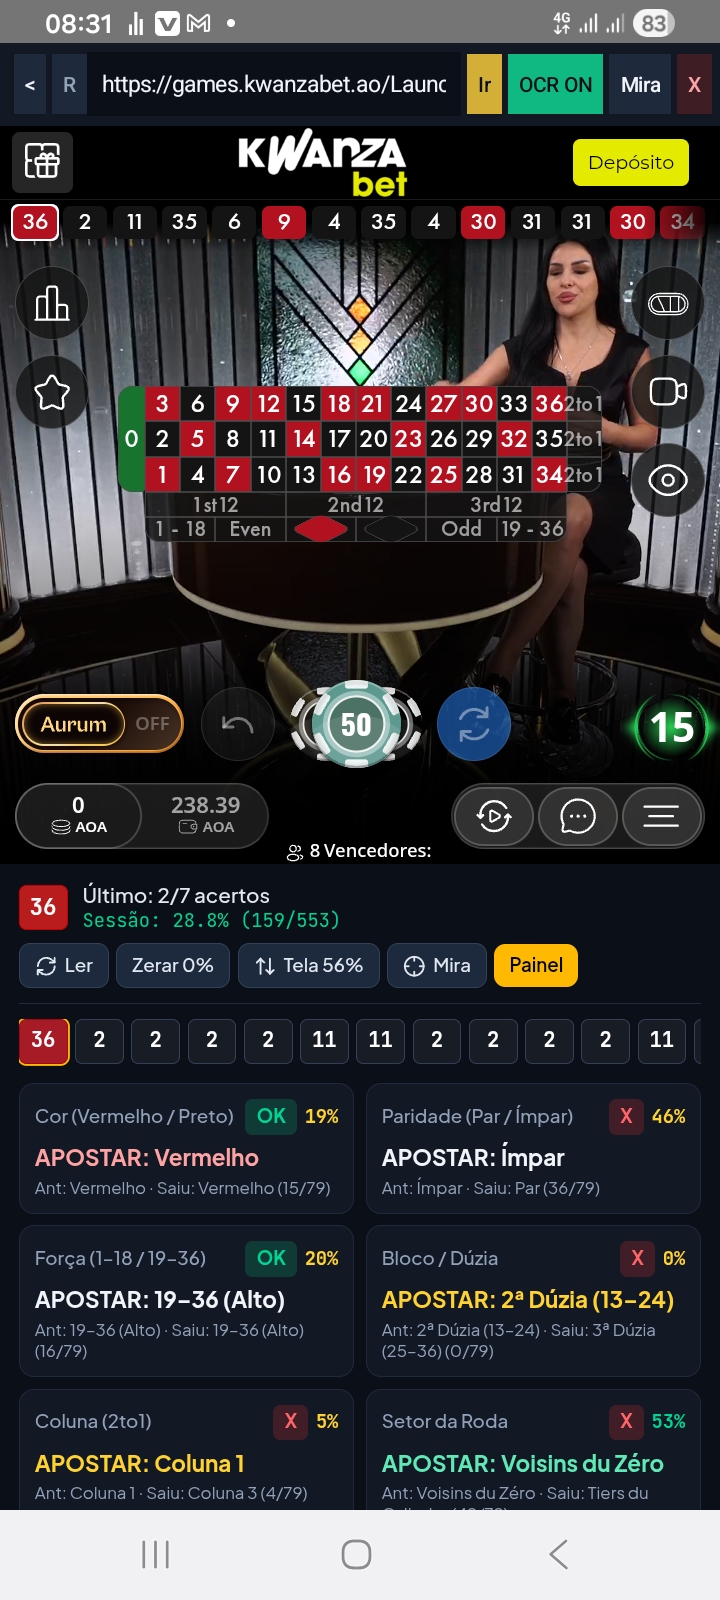 08:31
4G
83
<
R
https://games.kwanzabet.ao/Launc
Ir
OCR ON
Mira
X
KWANZA
bet
Depósito
36 2 11 35 6 9 4 35 4 30 31 31 30 34
3 6 9 12 15 18 21 24 27 30 33 36 2to1
0 2 5 8 11 14 17 20 23 26 29 32 35 2to1
1 4 7 10 13 16 19 22 25 28 31 34 2to1
1st12 2nd12 3rd12
1 - 18 Even Odd 19 - 36
Aurum OFF
50
15
0
AOA
238.39
AOA
8 Vencedores:
36
Último: 2/7 acertos
Sessão: 28.8% (159/553)
Ler
Zerar 0%
Tela 56%
Mira
Painel
36 2 2 2 2 11 11 2 2 2 2 11
Cor (Vermelho / Preto) OK 19%
APOSTAR: Vermelho
Ant: Vermelho · Saiu: Vermelho (15/79)
Paridade (Par / Ímpar) X 46%
APOSTAR: Ímpar
Ant: Ímpar · Saiu: Par (36/79)
Força (1–18 / 19–36) OK 20%
APOSTAR: 19–36 (Alto)
Ant: 19–36 (Alto) · Saiu: 19–36 (Alto)
(16/79)
Bloco / Dúzia X 0%
APOSTAR: 2ª Dúzia (13–24)
Ant: 2ª Dúzia (13–24) · Saiu: 3ª Dúzia
(25–36) (0/79)
Coluna (2to1) X 5%
APOSTAR: Coluna 1
Ant: Coluna 1 · Saiu: Coluna 3 (4/79)
Setor da Roda X 53%
APOSTAR: Voisins du Zéro
Ant: Voisins du Zéro · Saiu: Tiers du